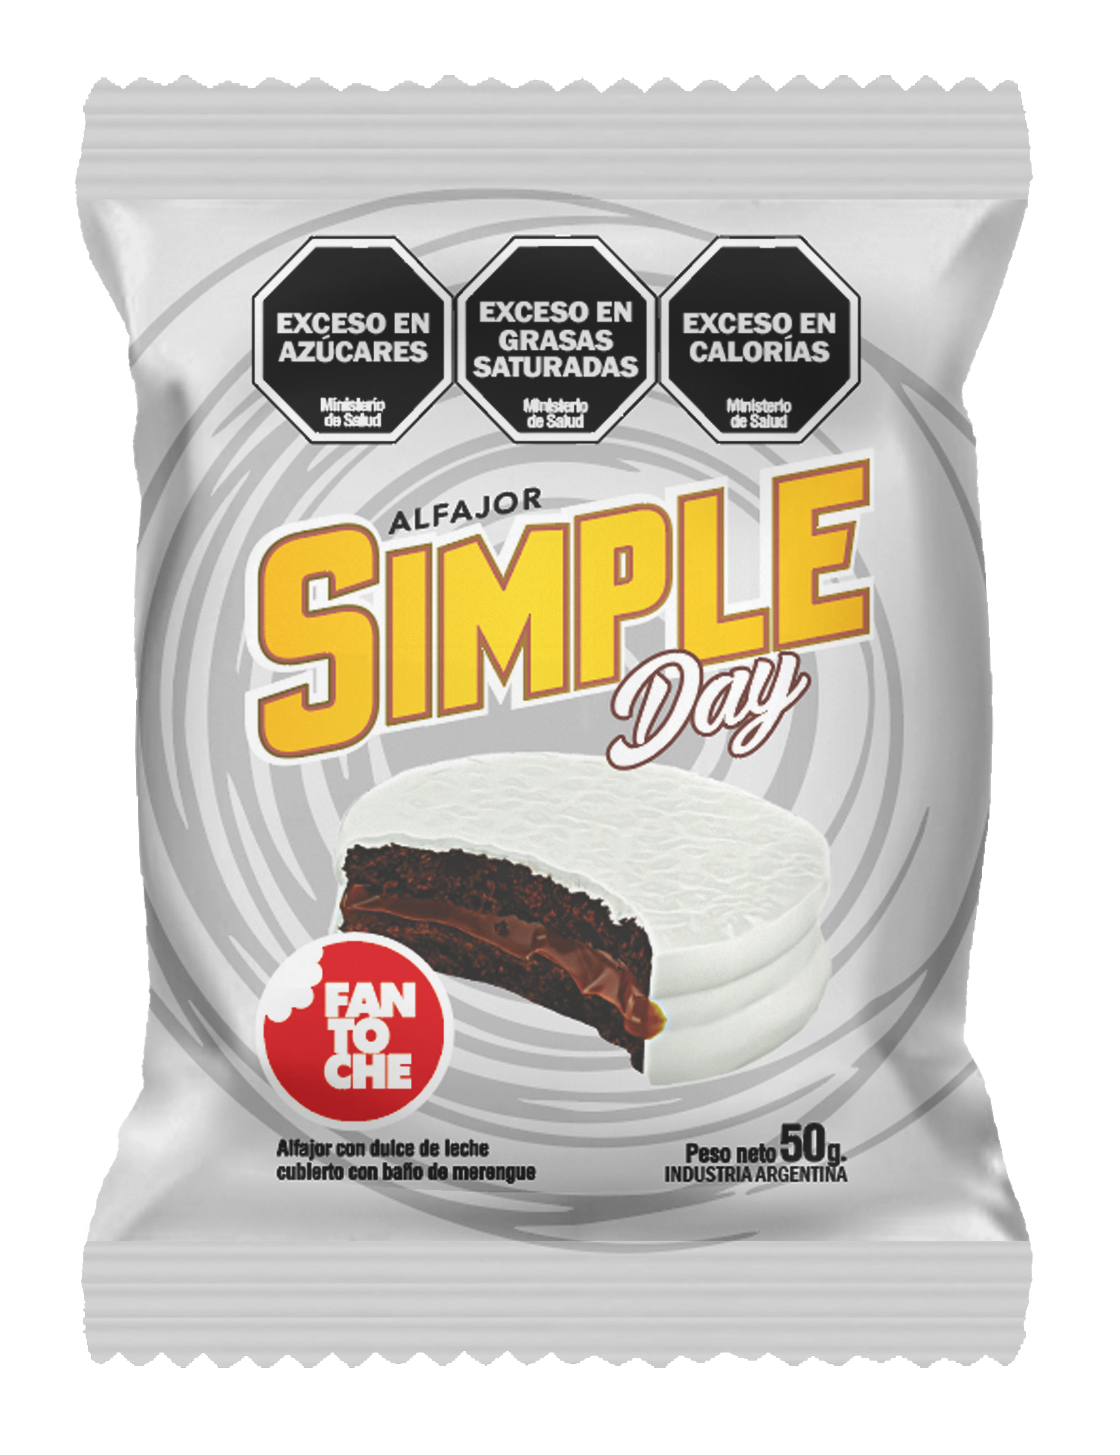 EXCESO EN
AZÚCARES
Ministerio
de Salud
EXCESO EN
GRASAS
SATURADAS
Ministerio
de Salud
EXCESO EN
CALORÍAS
Ministerio
de Salud
ALFAJOR
SIMPLE
Day
FAN
TO
CHE
Alfajor con dulce de leche
cubierto con baño de merengue
Peso neto 50g.
INDUSTRIA ARGENTINA